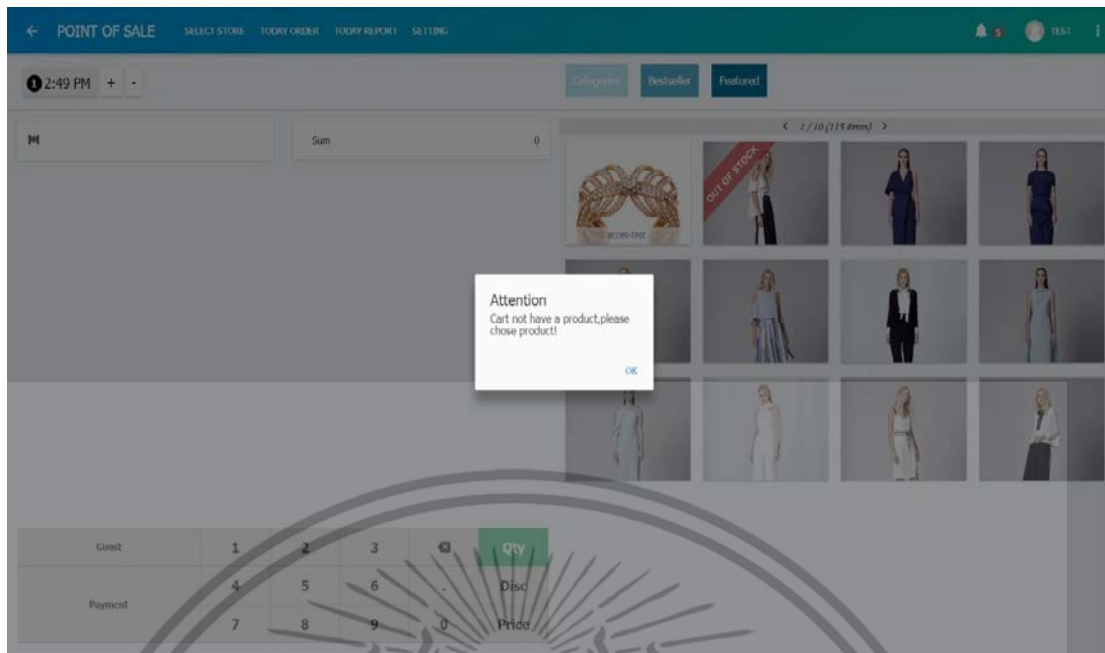 POINT OF SALE SELECT STORE TODAY ORDER TODAY REPORT SETTING 5 TEST
1 2:49 PM + -
Categories Bestseller Featured
Sum 0
1/10 (115 items)
OUT OF STOCK
acces-test
Attention
Cart not have a product,please
chose product!
OK
Guest 1 2 3 Qty
4 5 6 . Disc
Payment
7 8 9 0 Price